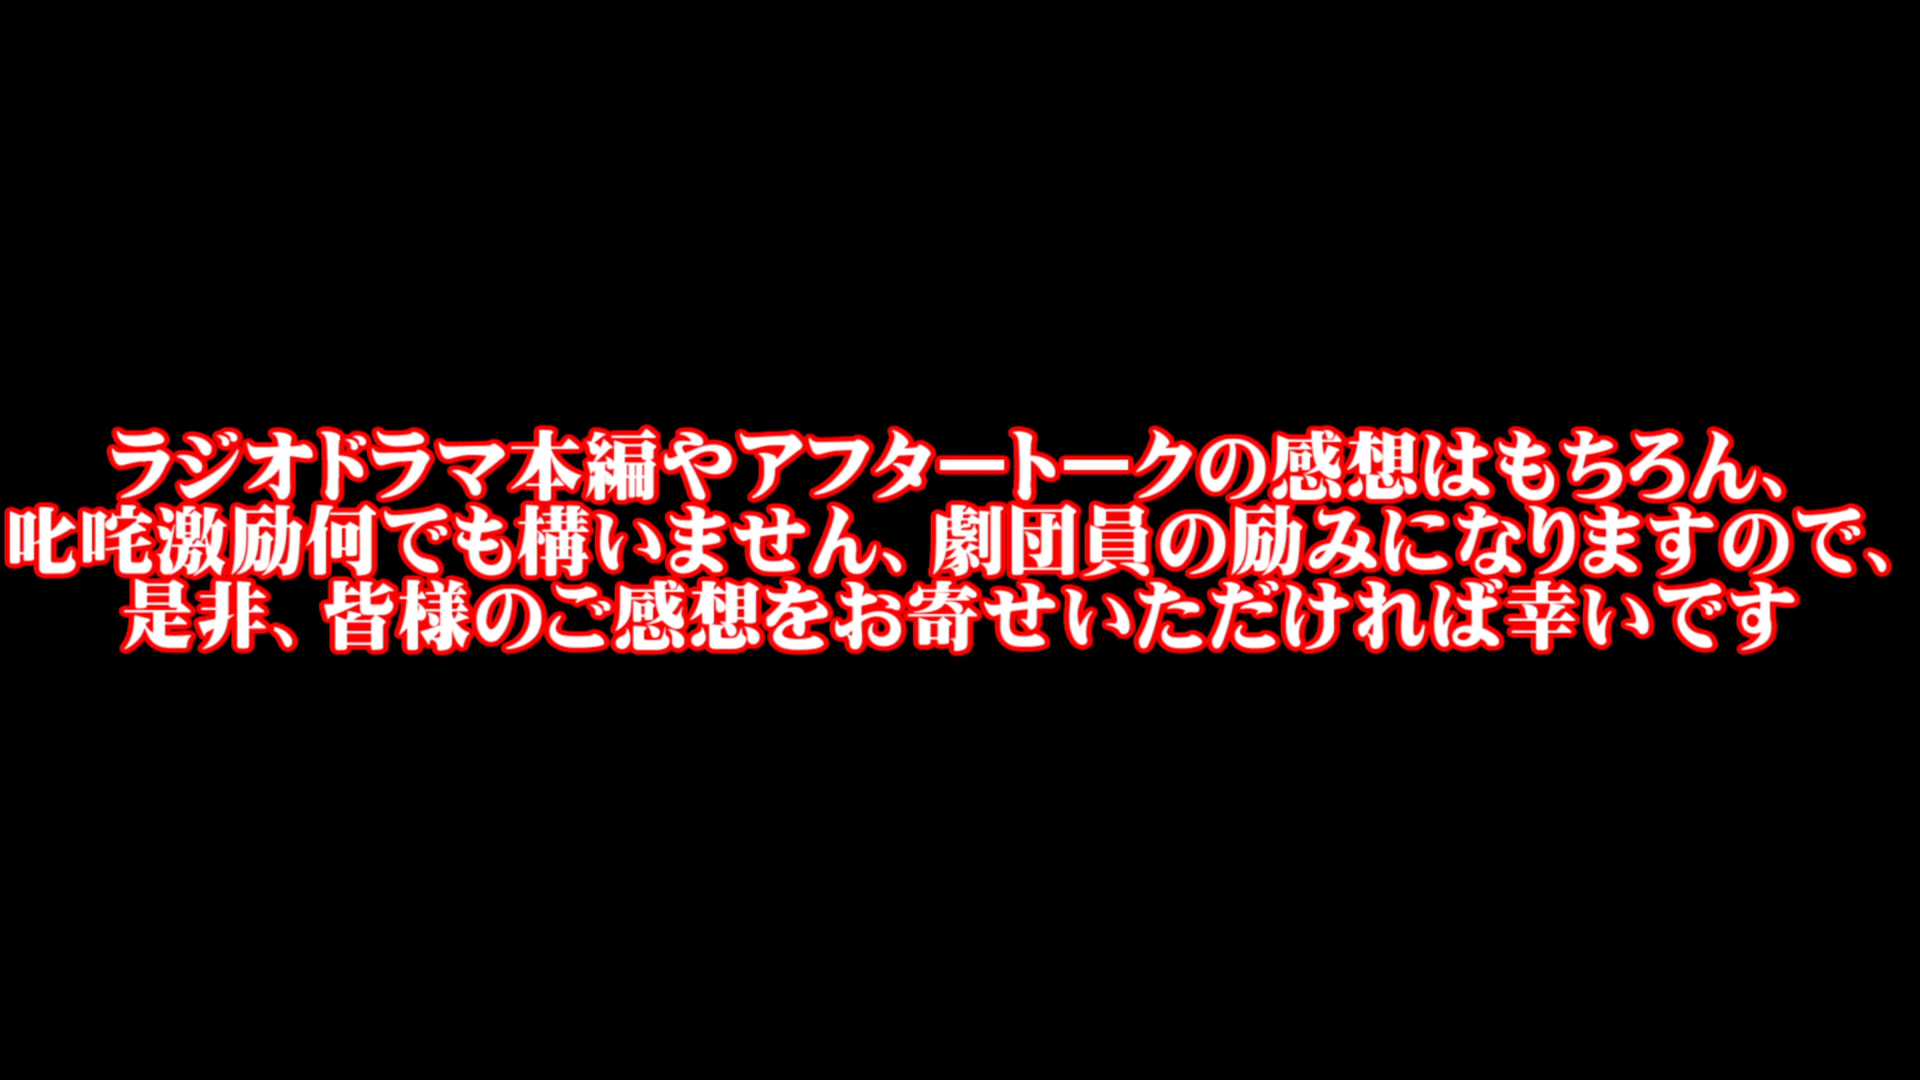 ラジオドラマ本編やアフタートークの感想はもちろん、
叱咤激励何でも構いません、劇団員の励みになりますので、
是非、皆様のご感想をお寄せいただければ幸いです